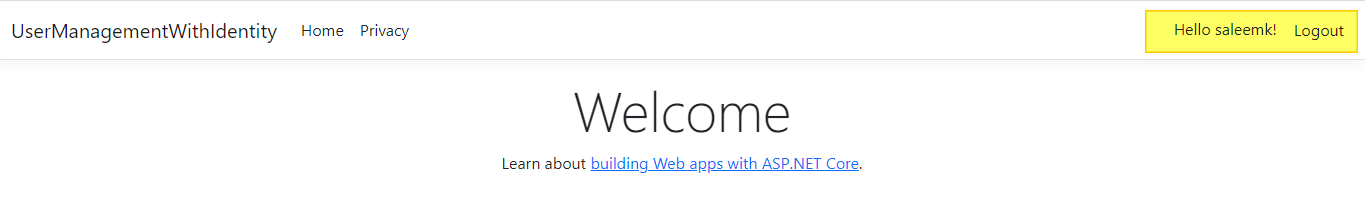 UserManagementWithIdentity Home Privacy Hello saleemk! Logout
Welcome
Learn about building Web apps with ASP.NET Core.